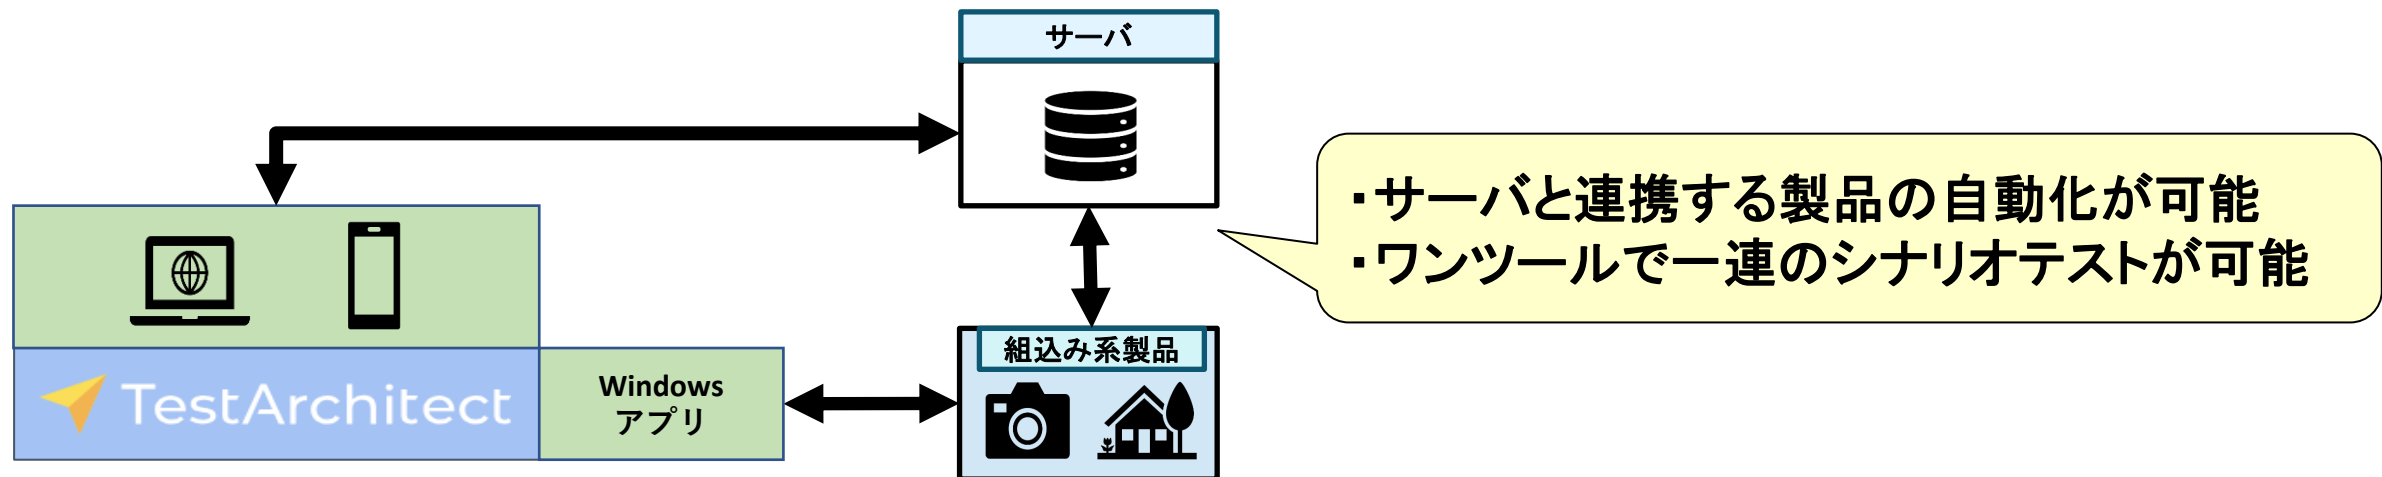 サーバ
・サーバと連携する製品の自動化が可能
・ワンツールで一連のシナリオテストが可能
組込み系製品
TestArchitect
Windows
アプリ